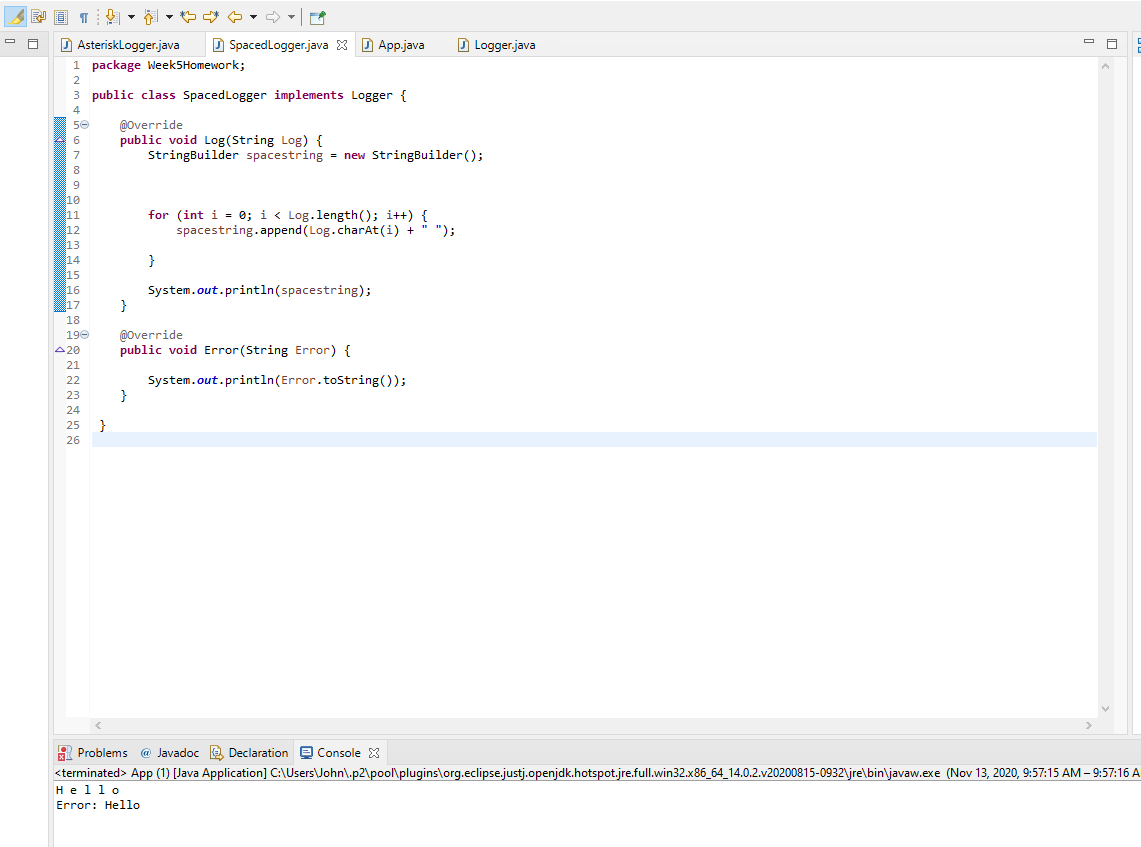 AsteriskLogger.java SpacedLogger.java App.java Logger.java
1 package Week5Homework;
2
3 public class SpacedLogger implements Logger {
4
5 @Override
6 public void Log(String Log) {
7 StringBuilder spacestring = new StringBuilder();
8
9
10
11 for (int i = 0; i < Log.length(); i++) {
12 spacestring.append(Log.charAt(i) + " ");
13
14 }
15
16 System.out.println(spacestring);
17 }
18
19 @Override
20 public void Error(String Error) {
21
22 System.out.println(Error.toString());
23 }
24
25 }
26
Problems @ Javadoc Declaration Console
<terminated> App (1) [Java Application] C:\Users\John\.p2\pool\plugins\org.eclipse.justj.openjdk.hotspot.jre.full.win32.x86_64_14.0.2.v20200815-0932\jre\bin\javaw.exe (Nov 13, 2020, 9:57:15 AM – 9:57:16 A
H e l l o
Error: Hello